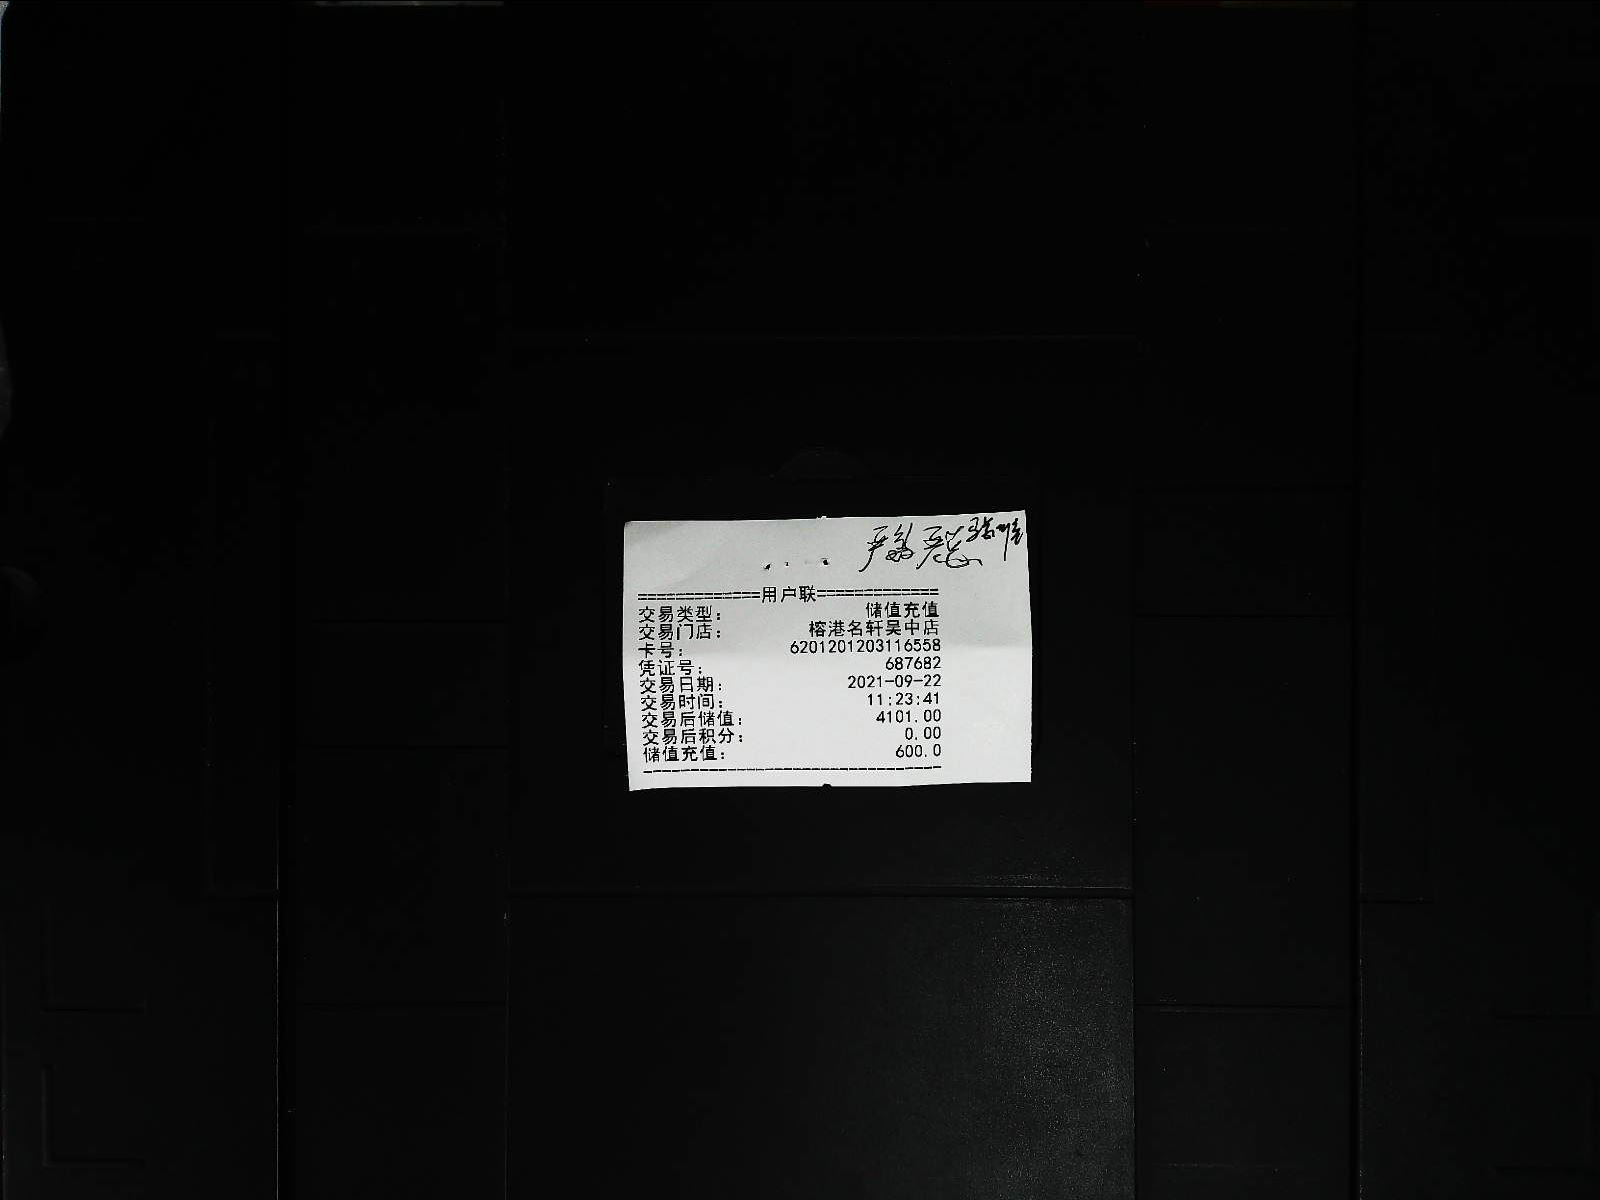 =============用户联=============
交易类型： 储值充值
交易门店： 榕港名轩吴中店
卡号： 6201201203116558
凭证号： 687682
交易日期： 2021-09-22
交易时间： 11:23:41
交易后储值： 4101.00
交易后积分： 0.00
储值充值： 600.0
--------------------------------